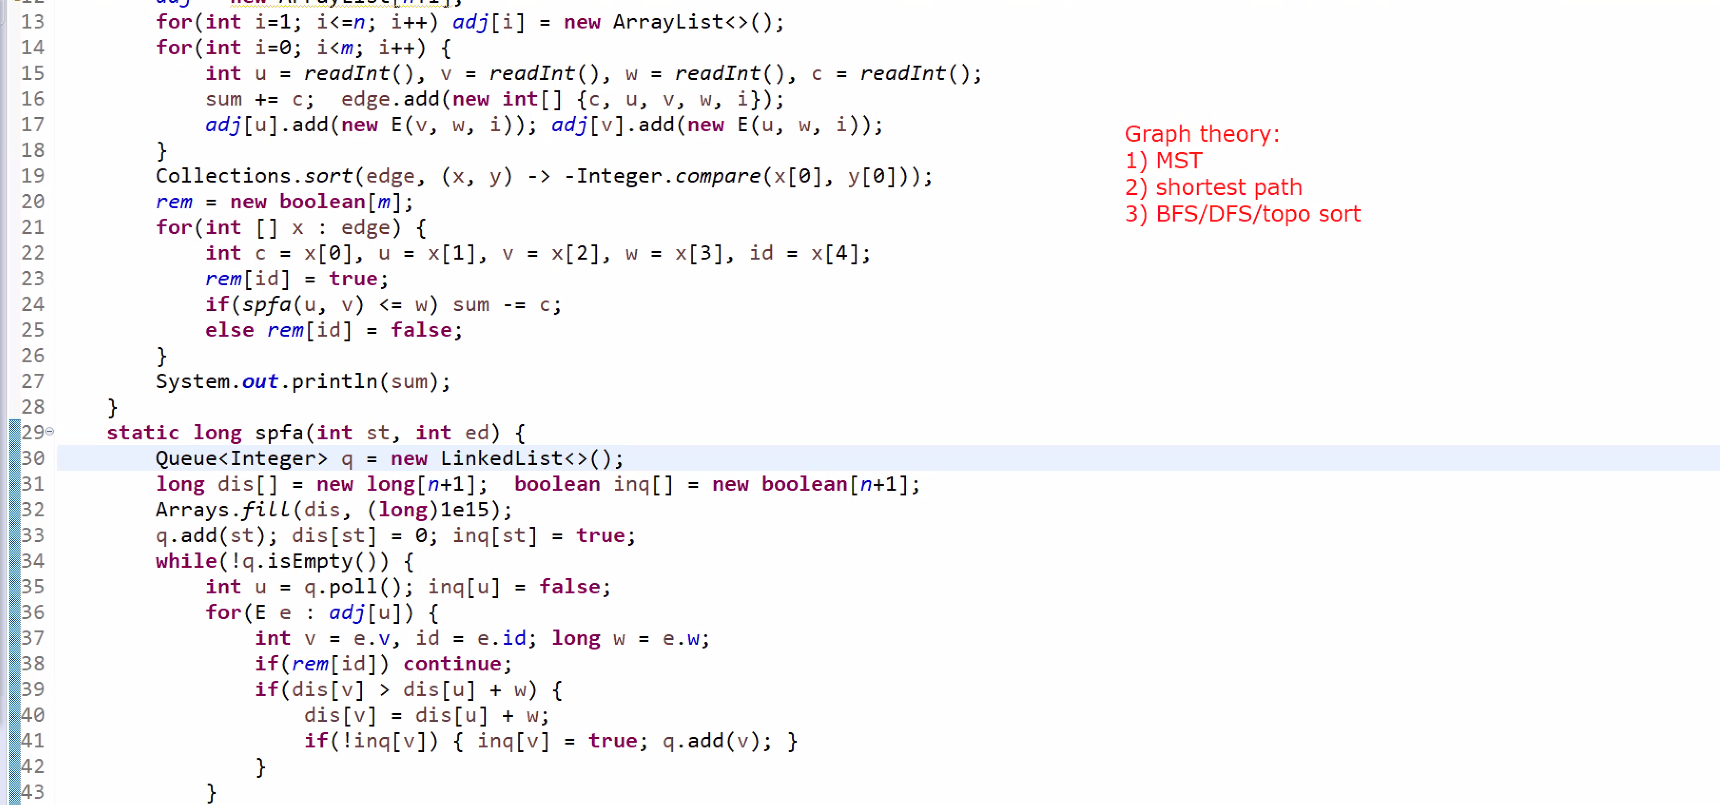 12 adj = new ArrayList[n+1];
13 for(int i=1; i<=n; i++) adj[i] = new ArrayList<>();
14 for(int i=0; i<m; i++) {
15 int u = readInt(), v = readInt(), w = readInt(), c = readInt();
16 sum += c;  edge.add(new int[] {c, u, v, w, i});
17 adj[u].add(new E(v, w, i)); adj[v].add(new E(u, w, i));
18 }
19 Collections.sort(edge, (x, y) -> -Integer.compare(x[0], y[0]));
20 rem = new boolean[m];
21 for(int [] x : edge) {
22 int c = x[0], u = x[1], v = x[2], w = x[3], id = x[4];
23 rem[id] = true;
24 if(spfa(u, v) <= w) sum -= c;
25 else rem[id] = false;
26 }
27 System.out.println(sum);
28 }
29 static long spfa(int st, int ed) {
30 Queue<Integer> q = new LinkedList<>();
31 long dis[] = new long[n+1];  boolean inq[] = new boolean[n+1];
32 Arrays.fill(dis, (long)1e15);
33 q.add(st); dis[st] = 0; inq[st] = true;
34 while(!q.isEmpty()) {
35 int u = q.poll(); inq[u] = false;
36 for(E e : adj[u]) {
37 int v = e.v, id = e.id; long w = e.w;
38 if(rem[id]) continue;
39 if(dis[v] > dis[u] + w) {
40 dis[v] = dis[u] + w;
41 if(!inq[v]) { inq[v] = true; q.add(v); }
42 }
43 }
Graph theory:
1) MST
2) shortest path
3) BFS/DFS/topo sort